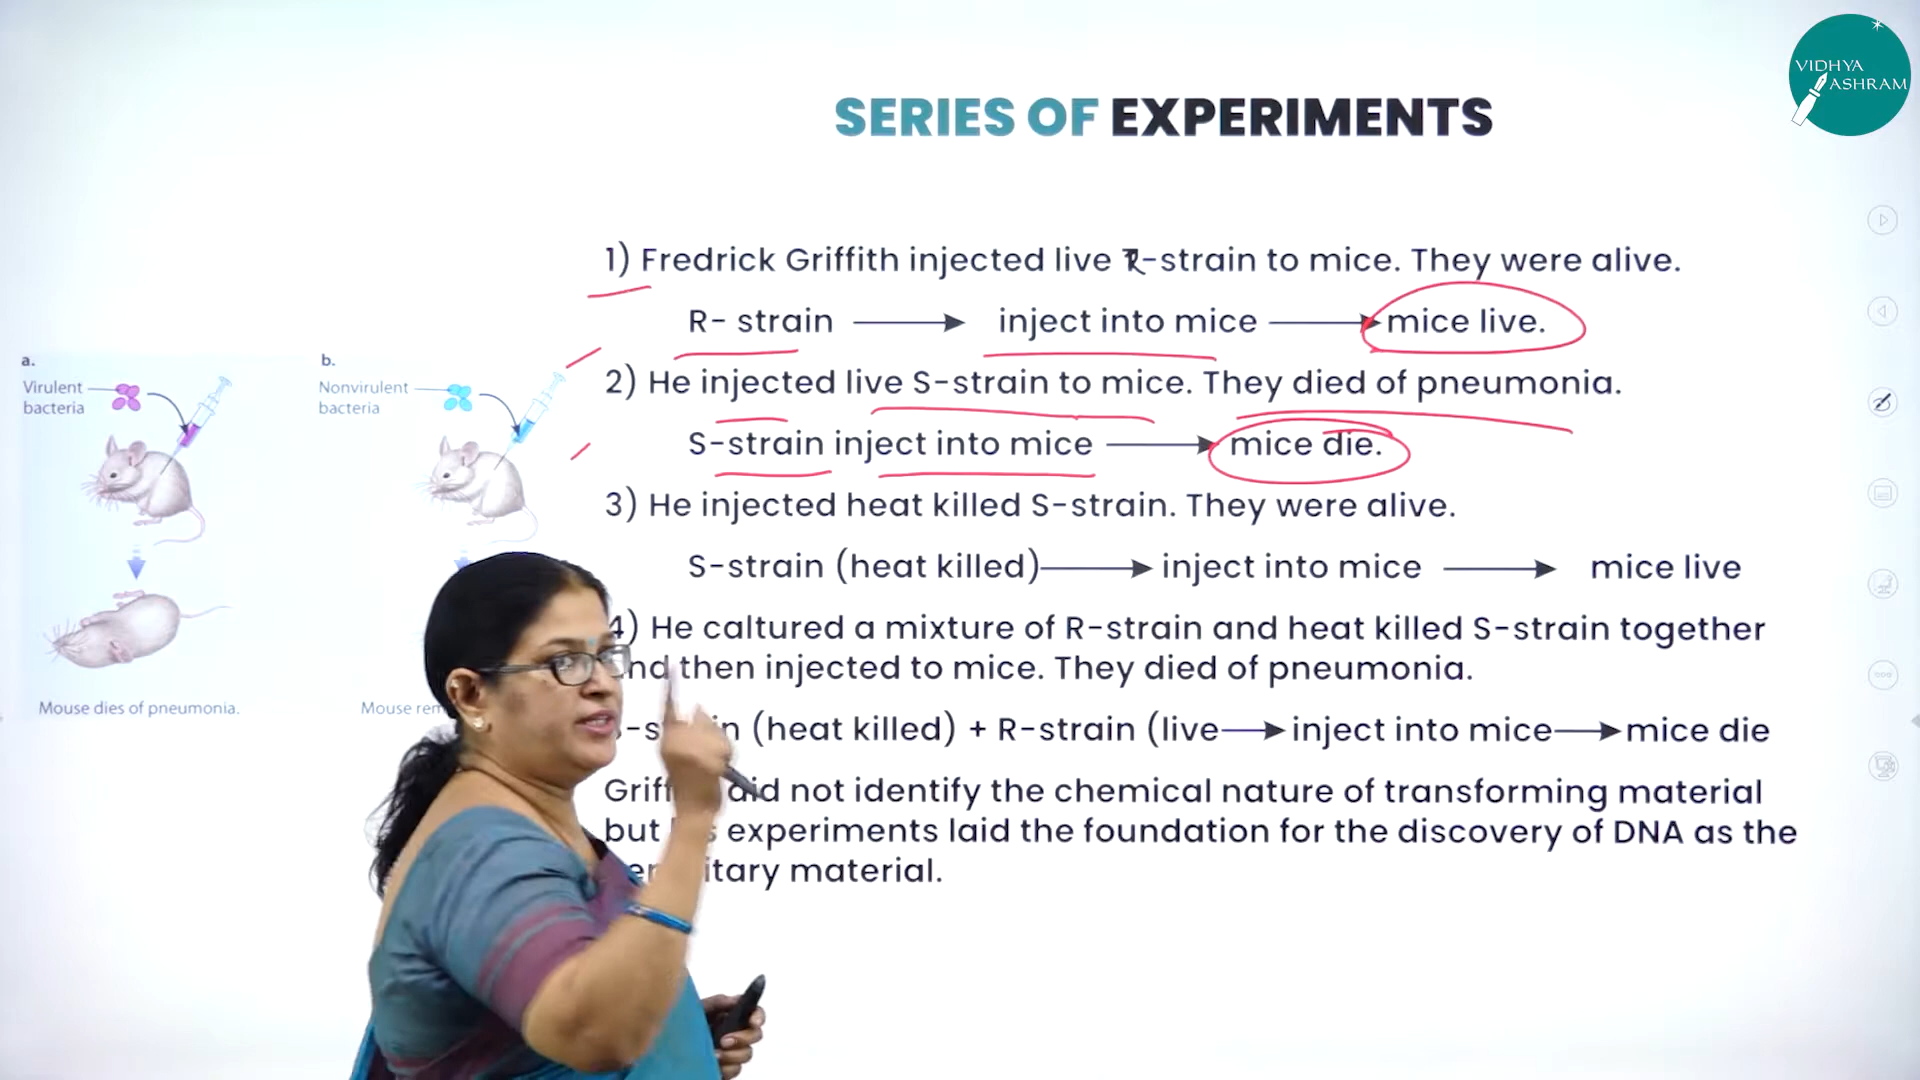 VIDHYA
ASHRAM
SERIES OF EXPERIMENTS
1) Fredrick Griffith injected live R-strain to mice. They were alive.
R- strain inject into mice mice live.
2) He injected live S-strain to mice. They died of pneumonia.
S-strain inject into mice mice die.
3) He injected heat killed S-strain. They were alive.
S-strain (heat killed) inject into mice mice live
4) He caltured a mixture of R-strain and heat killed S-strain together
then injected to mice. They died of pneumonia.
(heat killed) + R-strain (live inject into mice mice die
did not identify the chemical nature of transforming material
but experiments laid the foundation for the discovery of DNA as the
material.
a.
Virulent
bacteria
Mouse dies of pneumonia.
b.
Nonvirulent
bacteria
Mouse